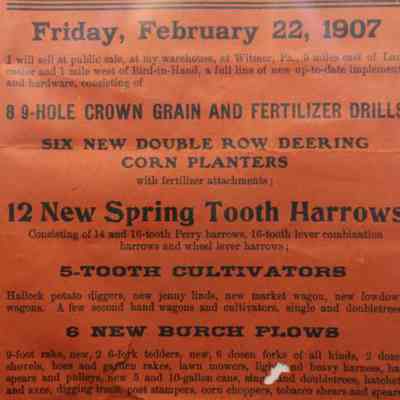 Friday, February 22, 1907
I will sell at public sale, at my warehouse, at Witmer, Pa., 5 miles east of Lan
caster and 1 mile west of Bird-in-Hand, a full line of new up-to-date implement
and hardware, consisting of
8 9-HOLE CROWN GRAIN AND FERTILIZER DRILLS
SIX NEW DOUBLE ROW DEERING
CORN PLANTERS
with fertilizer attachments;
12 New Spring Tooth Harrows
Consisting of 14 and 16-tooth Perry harrows, 16-tooth lever combination
harrows and wheel lever harrows;
5-TOOTH CULTIVATORS
Hallock potato diggers, new jenny linds, new market wagon, new lowdow
wagons. A few second hand wagons and cultivators, single and doubletree
6 NEW BURCH PLOWS
9-foot rake, new, 2 6-fork tedders, new, 6 dozen forks of all kinds, 2 doze
shovels, hoes and garden rakes, lawn mowers, light and heavy harness, ha
spears and pulleys, new 5 and 10-gallon cans, and doubletrees, hatchet
and axes, digging irons, post stampers, corn choppers, tobacco shears and spears